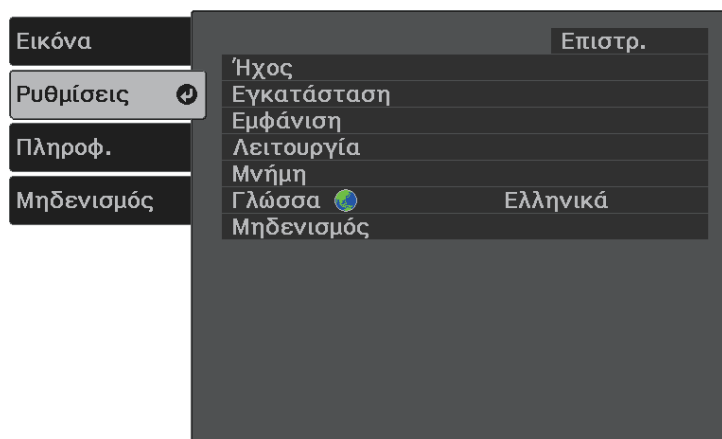 Εικόνα
Ρυθμίσεις
Πληροφ.
Μηδενισμός
Επιστρ.
Ήχος
Εγκατάσταση
Εμφάνιση
Λειτουργία
Μνήμη
Γλώσσα Ελληνικά
Μηδενισμός